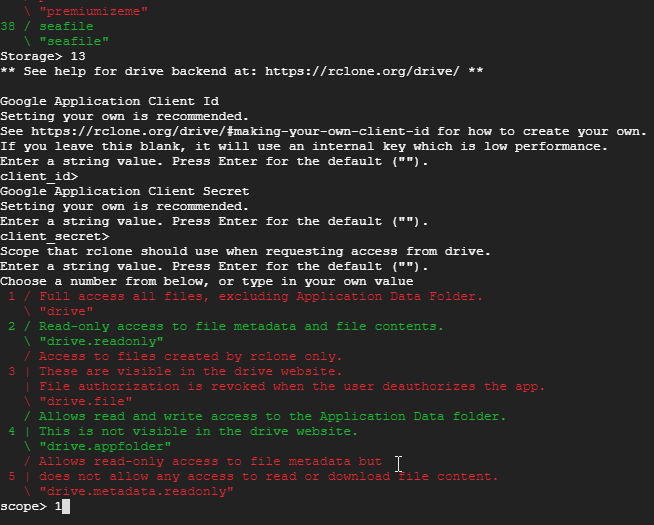 \ "premiumizeme"
38 / seafile
\ "seafile"
Storage> 13
** See help for drive backend at: https://rclone.org/drive/ **
Google Application Client Id
Setting your own is recommended.
See https://rclone.org/drive/#making-your-own-client-id for how to create your own.
If you leave this blank, it will use an internal key which is low performance.
Enter a string value. Press Enter for the default ("").
client_id>
Google Application Client Secret
Setting your own is recommended.
Enter a string value. Press Enter for the default ("").
client_secret>
Scope that rclone should use when requesting access from drive.
Enter a string value. Press Enter for the default ("").
Choose a number from below, or type in your own value
1 / Full access all files, excluding Application Data Folder.
\ "drive"
2 / Read-only access to file metadata and file contents.
\ "drive.readonly"
/ Access to files created by rclone only.
3 | These are visible in the drive website.
| File authorization is revoked when the user deauthorizes the app.
\ "drive.file"
/ Allows read and write access to the Application Data folder.
4 | This is not visible in the drive website.
\ "drive.appfolder"
/ Allows read-only access to file metadata but
5 | does not allow any access to read or download file content.
\ "drive.metadata.readonly"
scope> 1